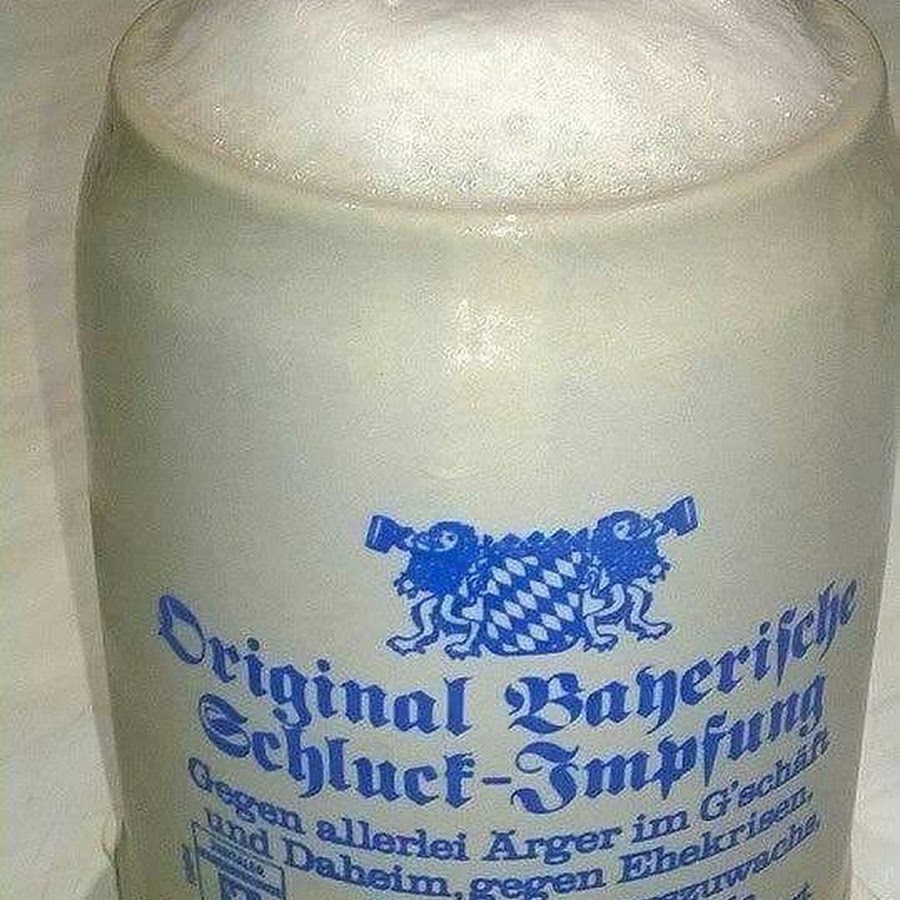 Original Bayerische
Schluck-Impfung
Gegen allerlei Ärger im G'schäft
und Daheim, gegen Ehekrisen,